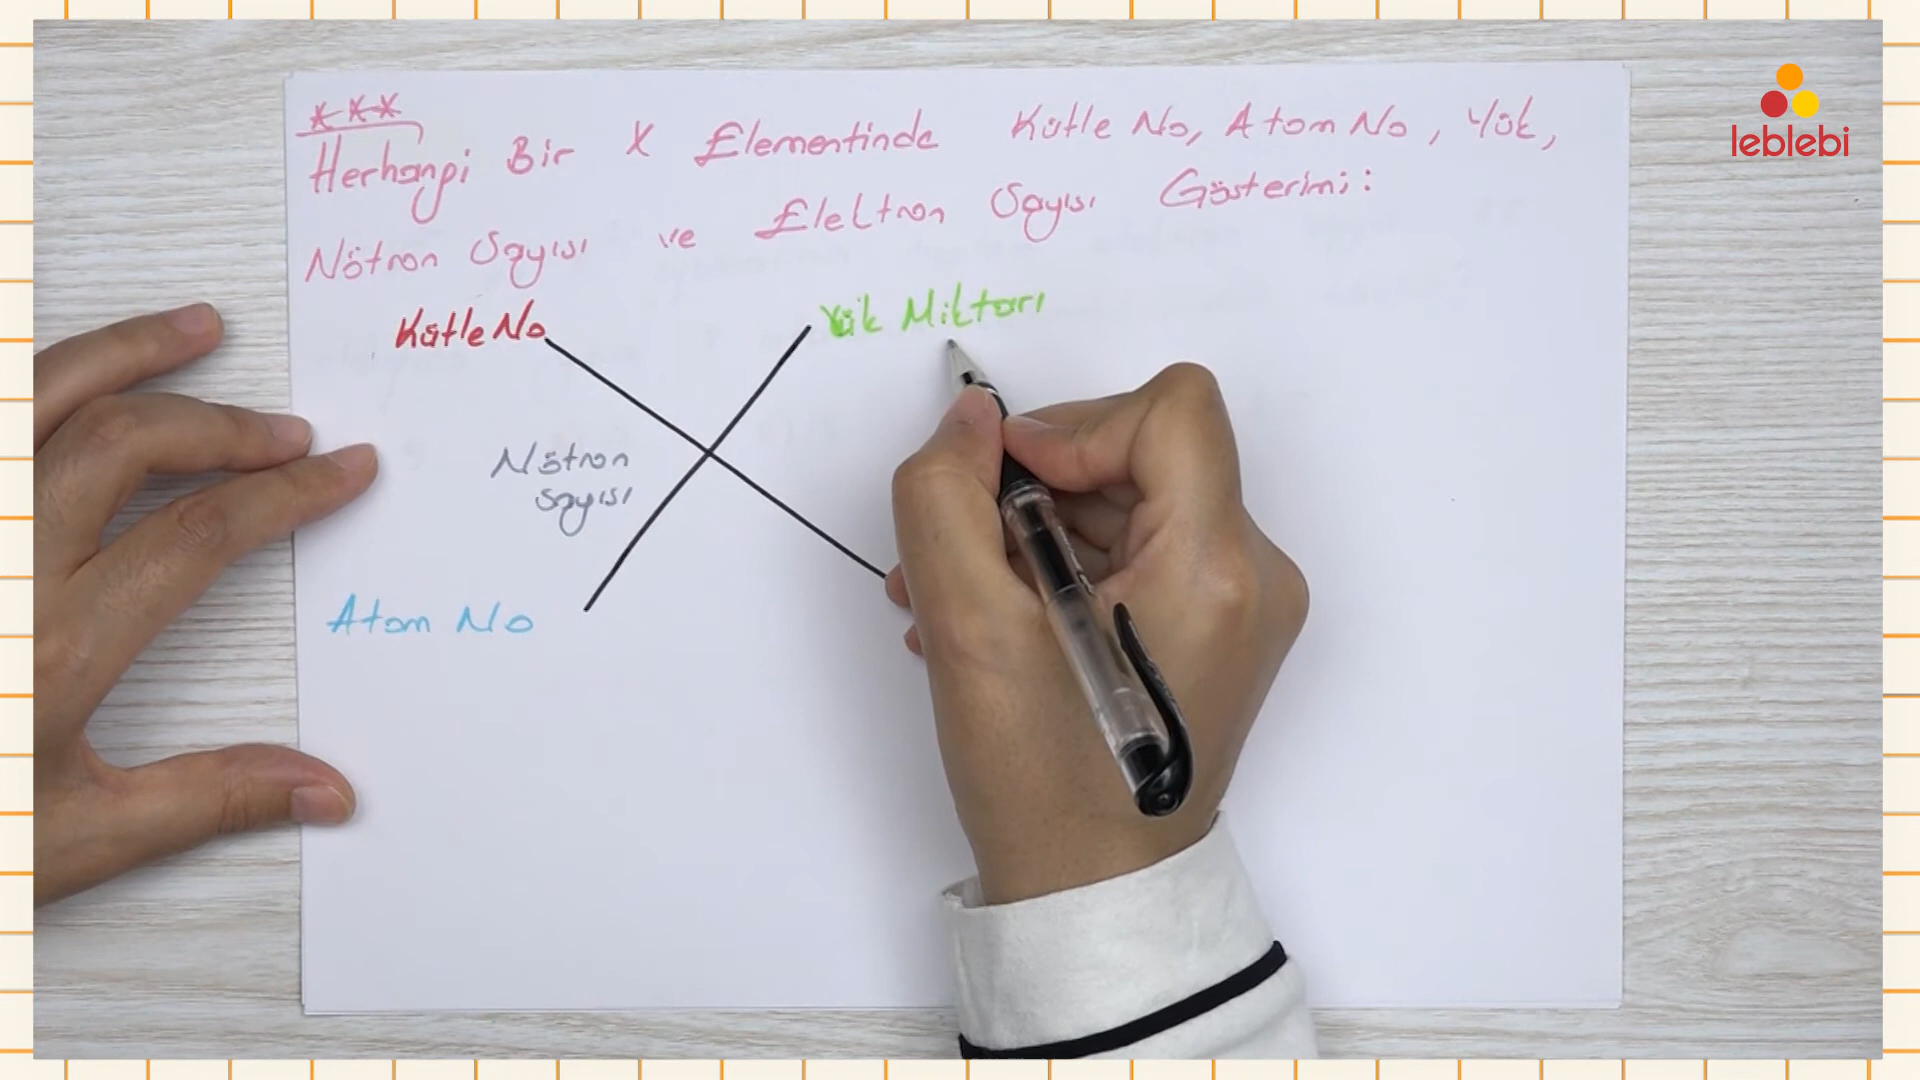 ***
Herhangi Bir X Elementinde Kütle No, Atom No, Yük,
Nötron Sayısı ve Elektron Sayısı Gösterimi:
Kütle No
Yük Miktarı
Nötron
sayısı
Atom No
leblebi